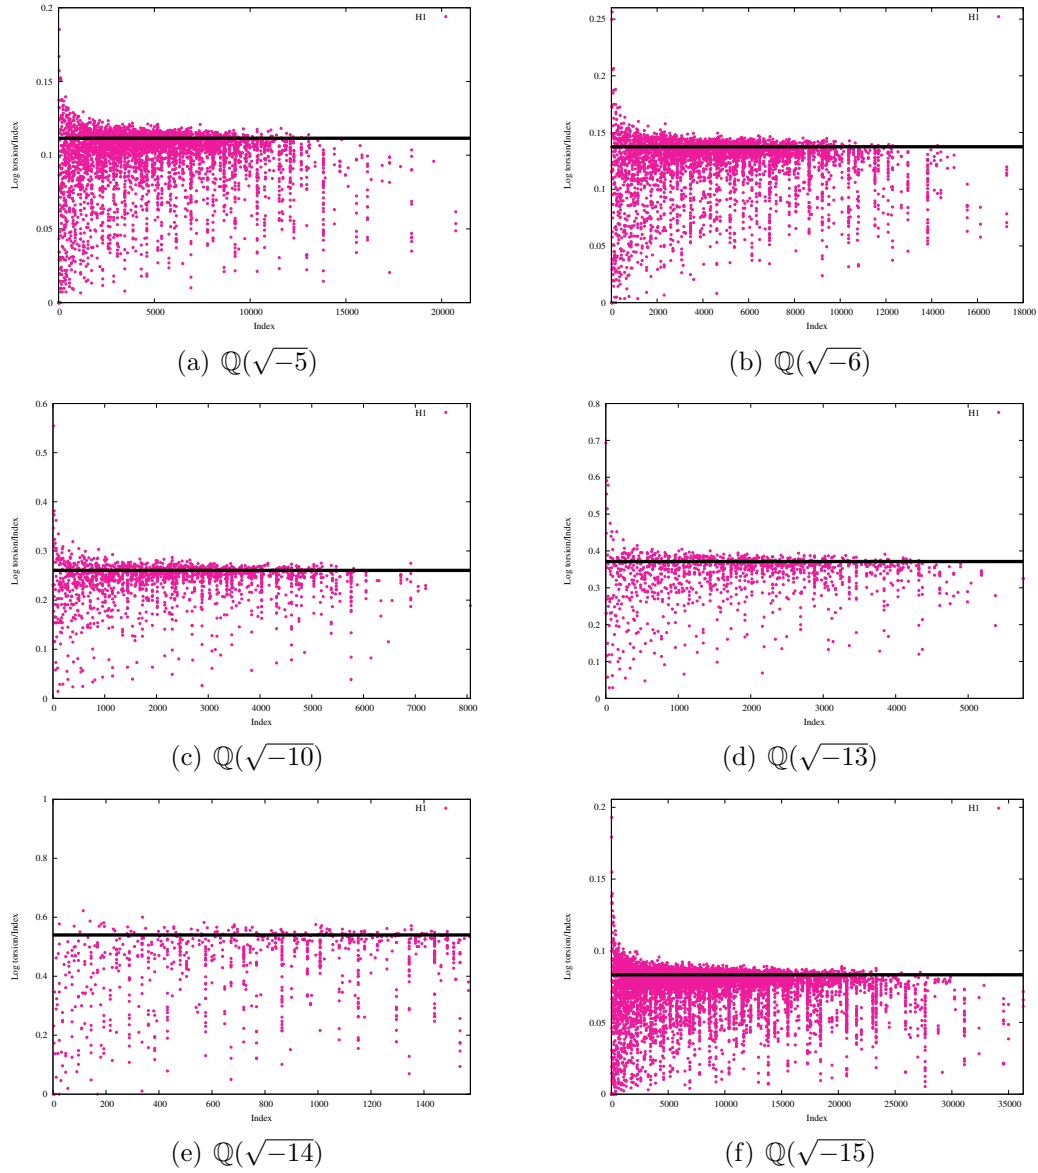 0.2
0.15
0.1
0.05
0
Log torsion/Index
H1
0 5000 10000 15000 20000
Index
(a) ℚ(√−5)
0.25
0.2
0.15
0.1
0.05
0
Log torsion/Index
H1
0 2000 4000 6000 8000 10000 12000 14000 16000 18000
Index
(b) ℚ(√−6)
0.6
0.5
0.4
0.3
0.2
0.1
0
Log torsion/Index
H1
0 1000 2000 3000 4000 5000 6000 7000 8000
Index
(c) ℚ(√−10)
0.8
0.7
0.6
0.5
0.4
0.3
0.2
0.1
0
Log torsion/Index
H1
0 1000 2000 3000 4000 5000
Index
(d) ℚ(√−13)
1
0.8
0.6
0.4
0.2
0
Log torsion/Index
H1
0 200 400 600 800 1000 1200 1400
Index
(e) ℚ(√−14)
0.2
0.15
0.1
0.05
0
Log torsion/Index
H1
0 5000 10000 15000 20000 25000 30000 35000
Index
(f) ℚ(√−15)